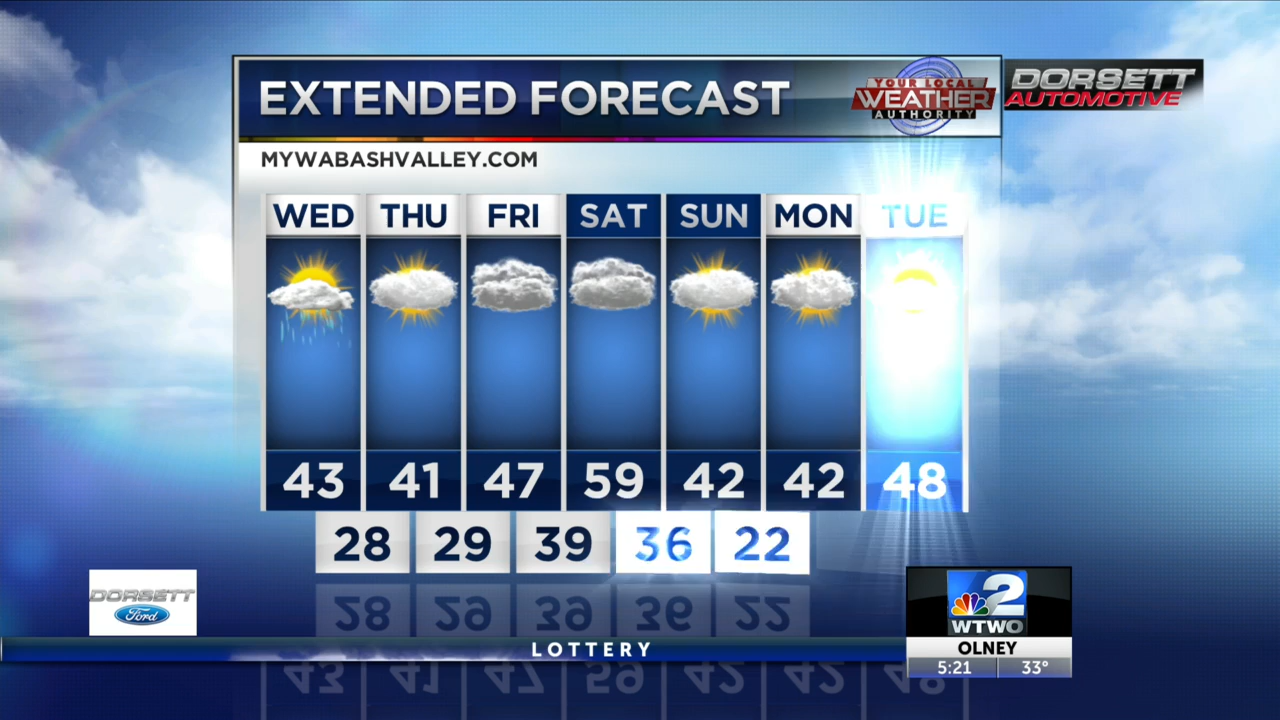 EXTENDED FORECAST
YOUR LOCAL
WEATHER
AUTHORITY
DORSETT
AUTOMOTIVE
MYWABASHVALLEY.COM
WED THU FRI SAT SUN MON TUE
43 41 47 59 42 42 48
28 29 39 36 22
DORSETT
Ford
LOTTERY
2
WTWO
OLNEY
5:21 33°